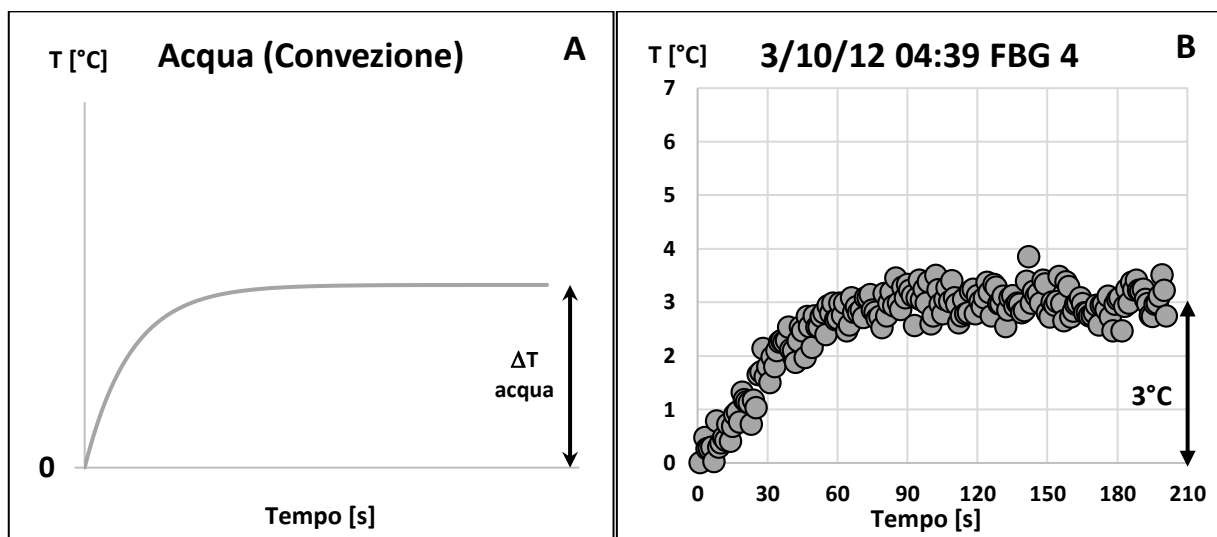 T [°C] Acqua (Convezione) A
ΔT
acqua
0
Tempo [s]
T [°C] 3/10/12 04:39 FBG 4 B
7
6
5
4
3
2
1
0
3°C
0 30 60 90 120 150 180 210
Tempo [s]